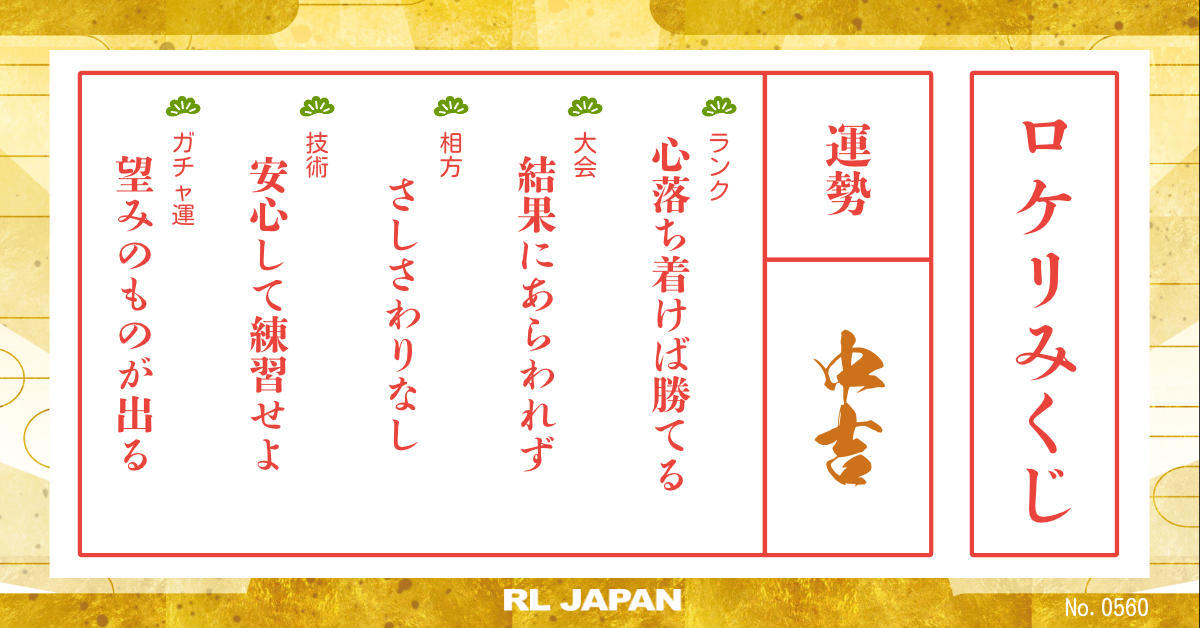 ロケリみくじ
運勢
中吉
ランク
心落ち着けば勝てる
大会
結果にあらわれず
相方
さしさわりなし
技術
安心して練習せよ
ガチャ運
望みのものが出る
RL JAPAN
No. 0560